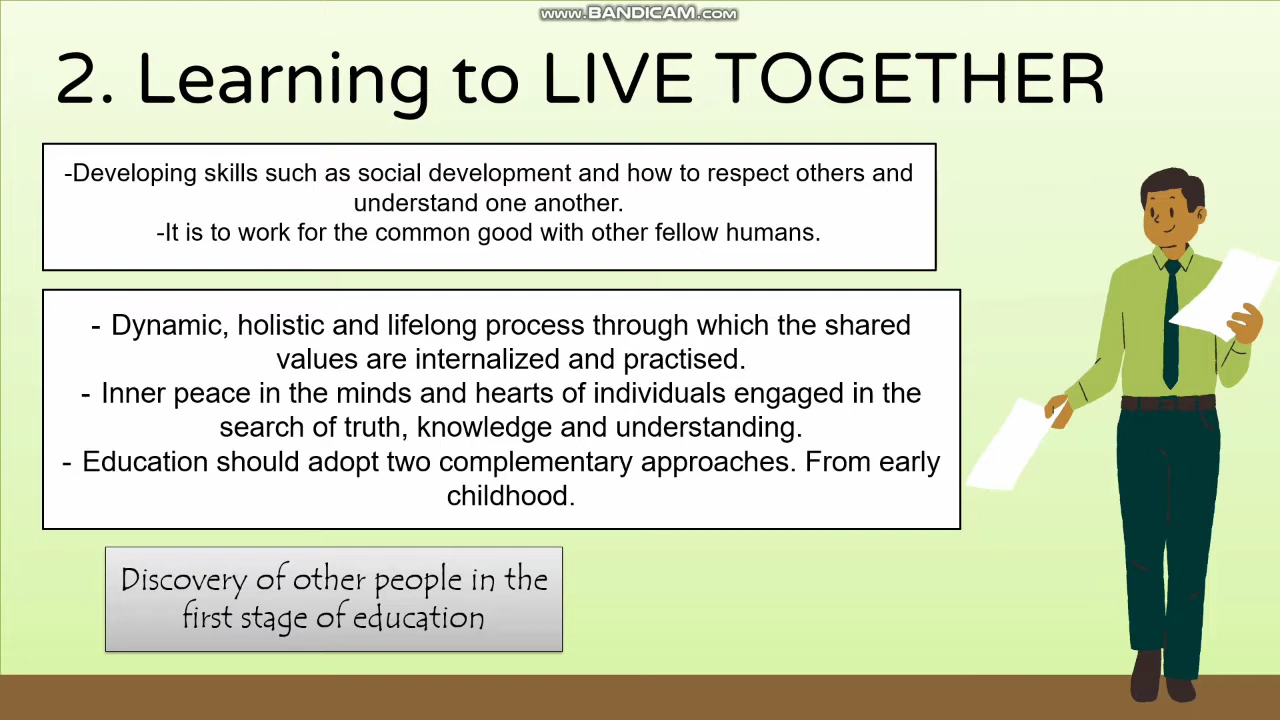 www.BANDICAM.com
2. Learning to LIVE TOGETHER
-Developing skills such as social development and how to respect others and
understand one another.
-It is to work for the common good with other fellow humans.
- Dynamic, holistic and lifelong process through which the shared
values are internalized and practised.
- Inner peace in the minds and hearts of individuals engaged in the
search of truth, knowledge and understanding.
- Education should adopt two complementary approaches. From early
childhood.
Discovery of other people in the
first stage of education